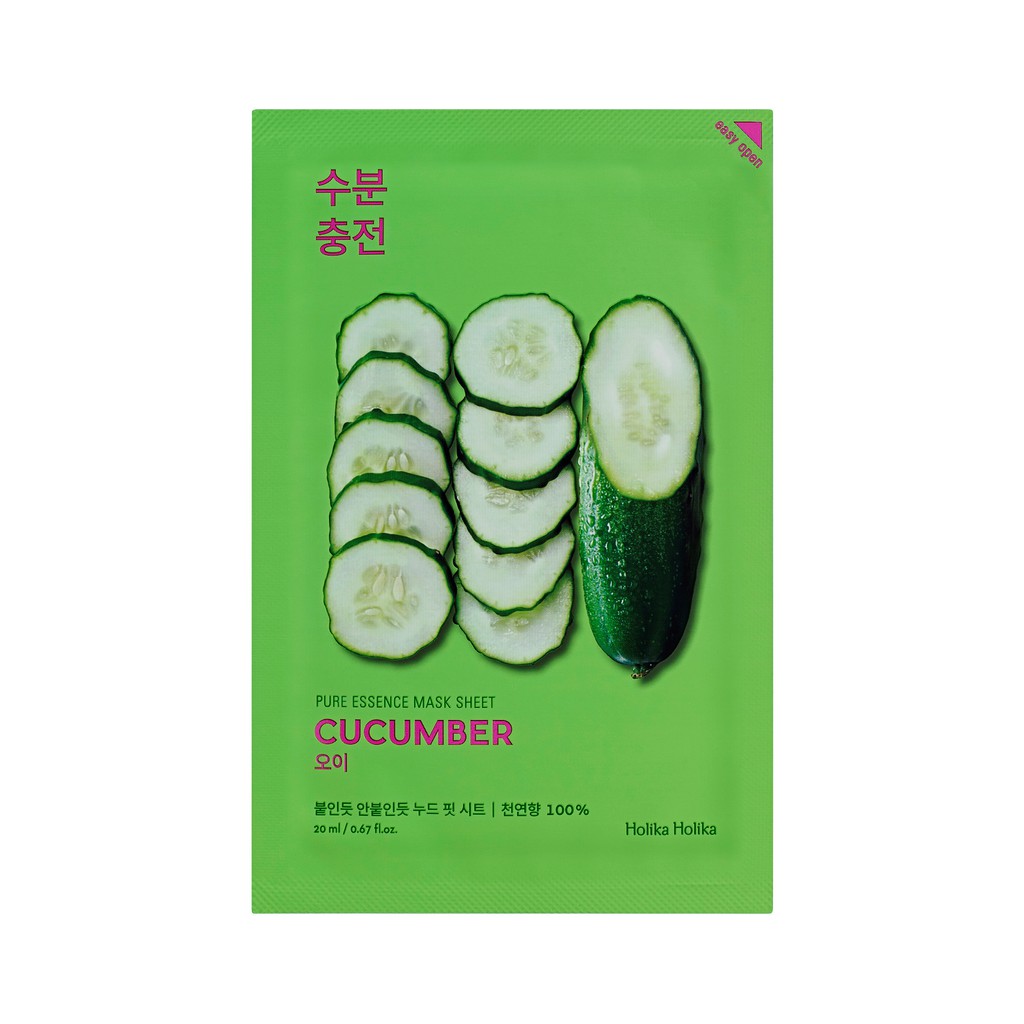 easy open
수분
충전
PURE ESSENCE MASK SHEET
CUCUMBER
오이
붙인듯 안붙인듯 누드 핏 시트 | 천연향 100%
20 ml / 0.67 fl.oz.
Holika Holika